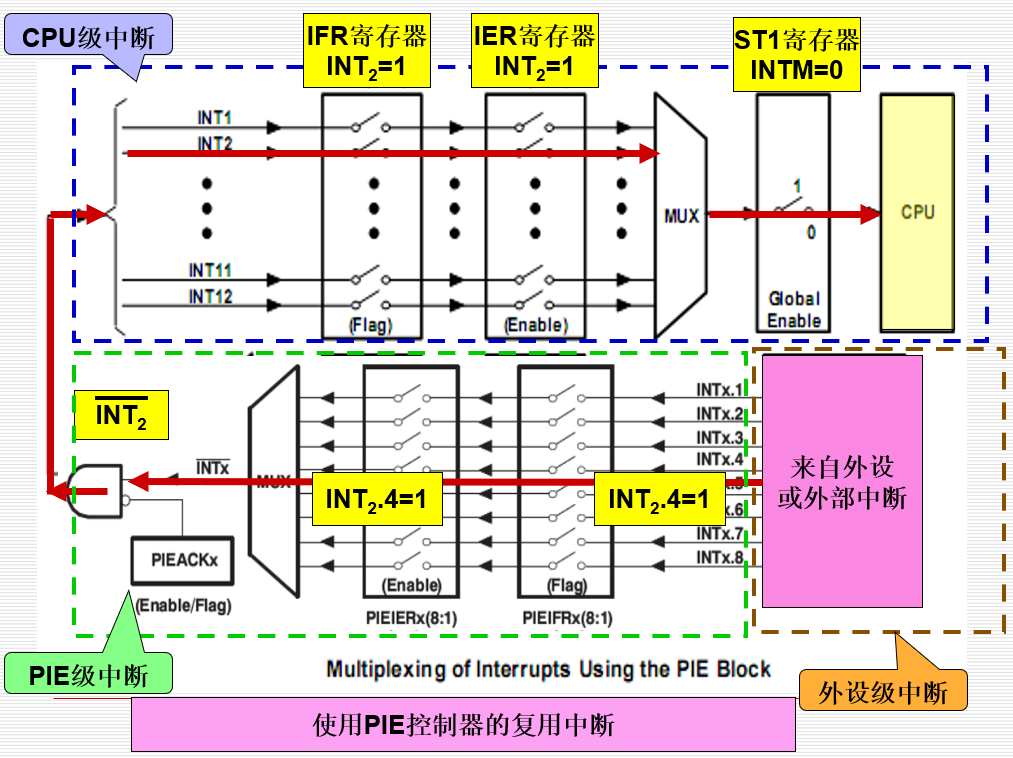 CPU级中断
IFR寄存器
INT2=1
IER寄存器
INT2=1
ST1寄存器
INTM=0
INT1
INT2
INT11
INT12
(Flag)
(Enable)
MUX
1
0
Global
Enable
CPU
INT2
INTx
MUX
INT2.4=1
INT2.4=1
INTx.1
INTx.2
INTx.3
INTx.4
x.5
x.6
INTx.7
INTx.8
来自外设
或外部中断
PIEACKx
(Enable/Flag)
(Enable)
(Flag)
PIEIERx(8:1)
PIEIFRx(8:1)
PIE级中断
外设级中断
Multiplexing of Interrupts Using the PIE Block
使用PIE控制器的复用中断